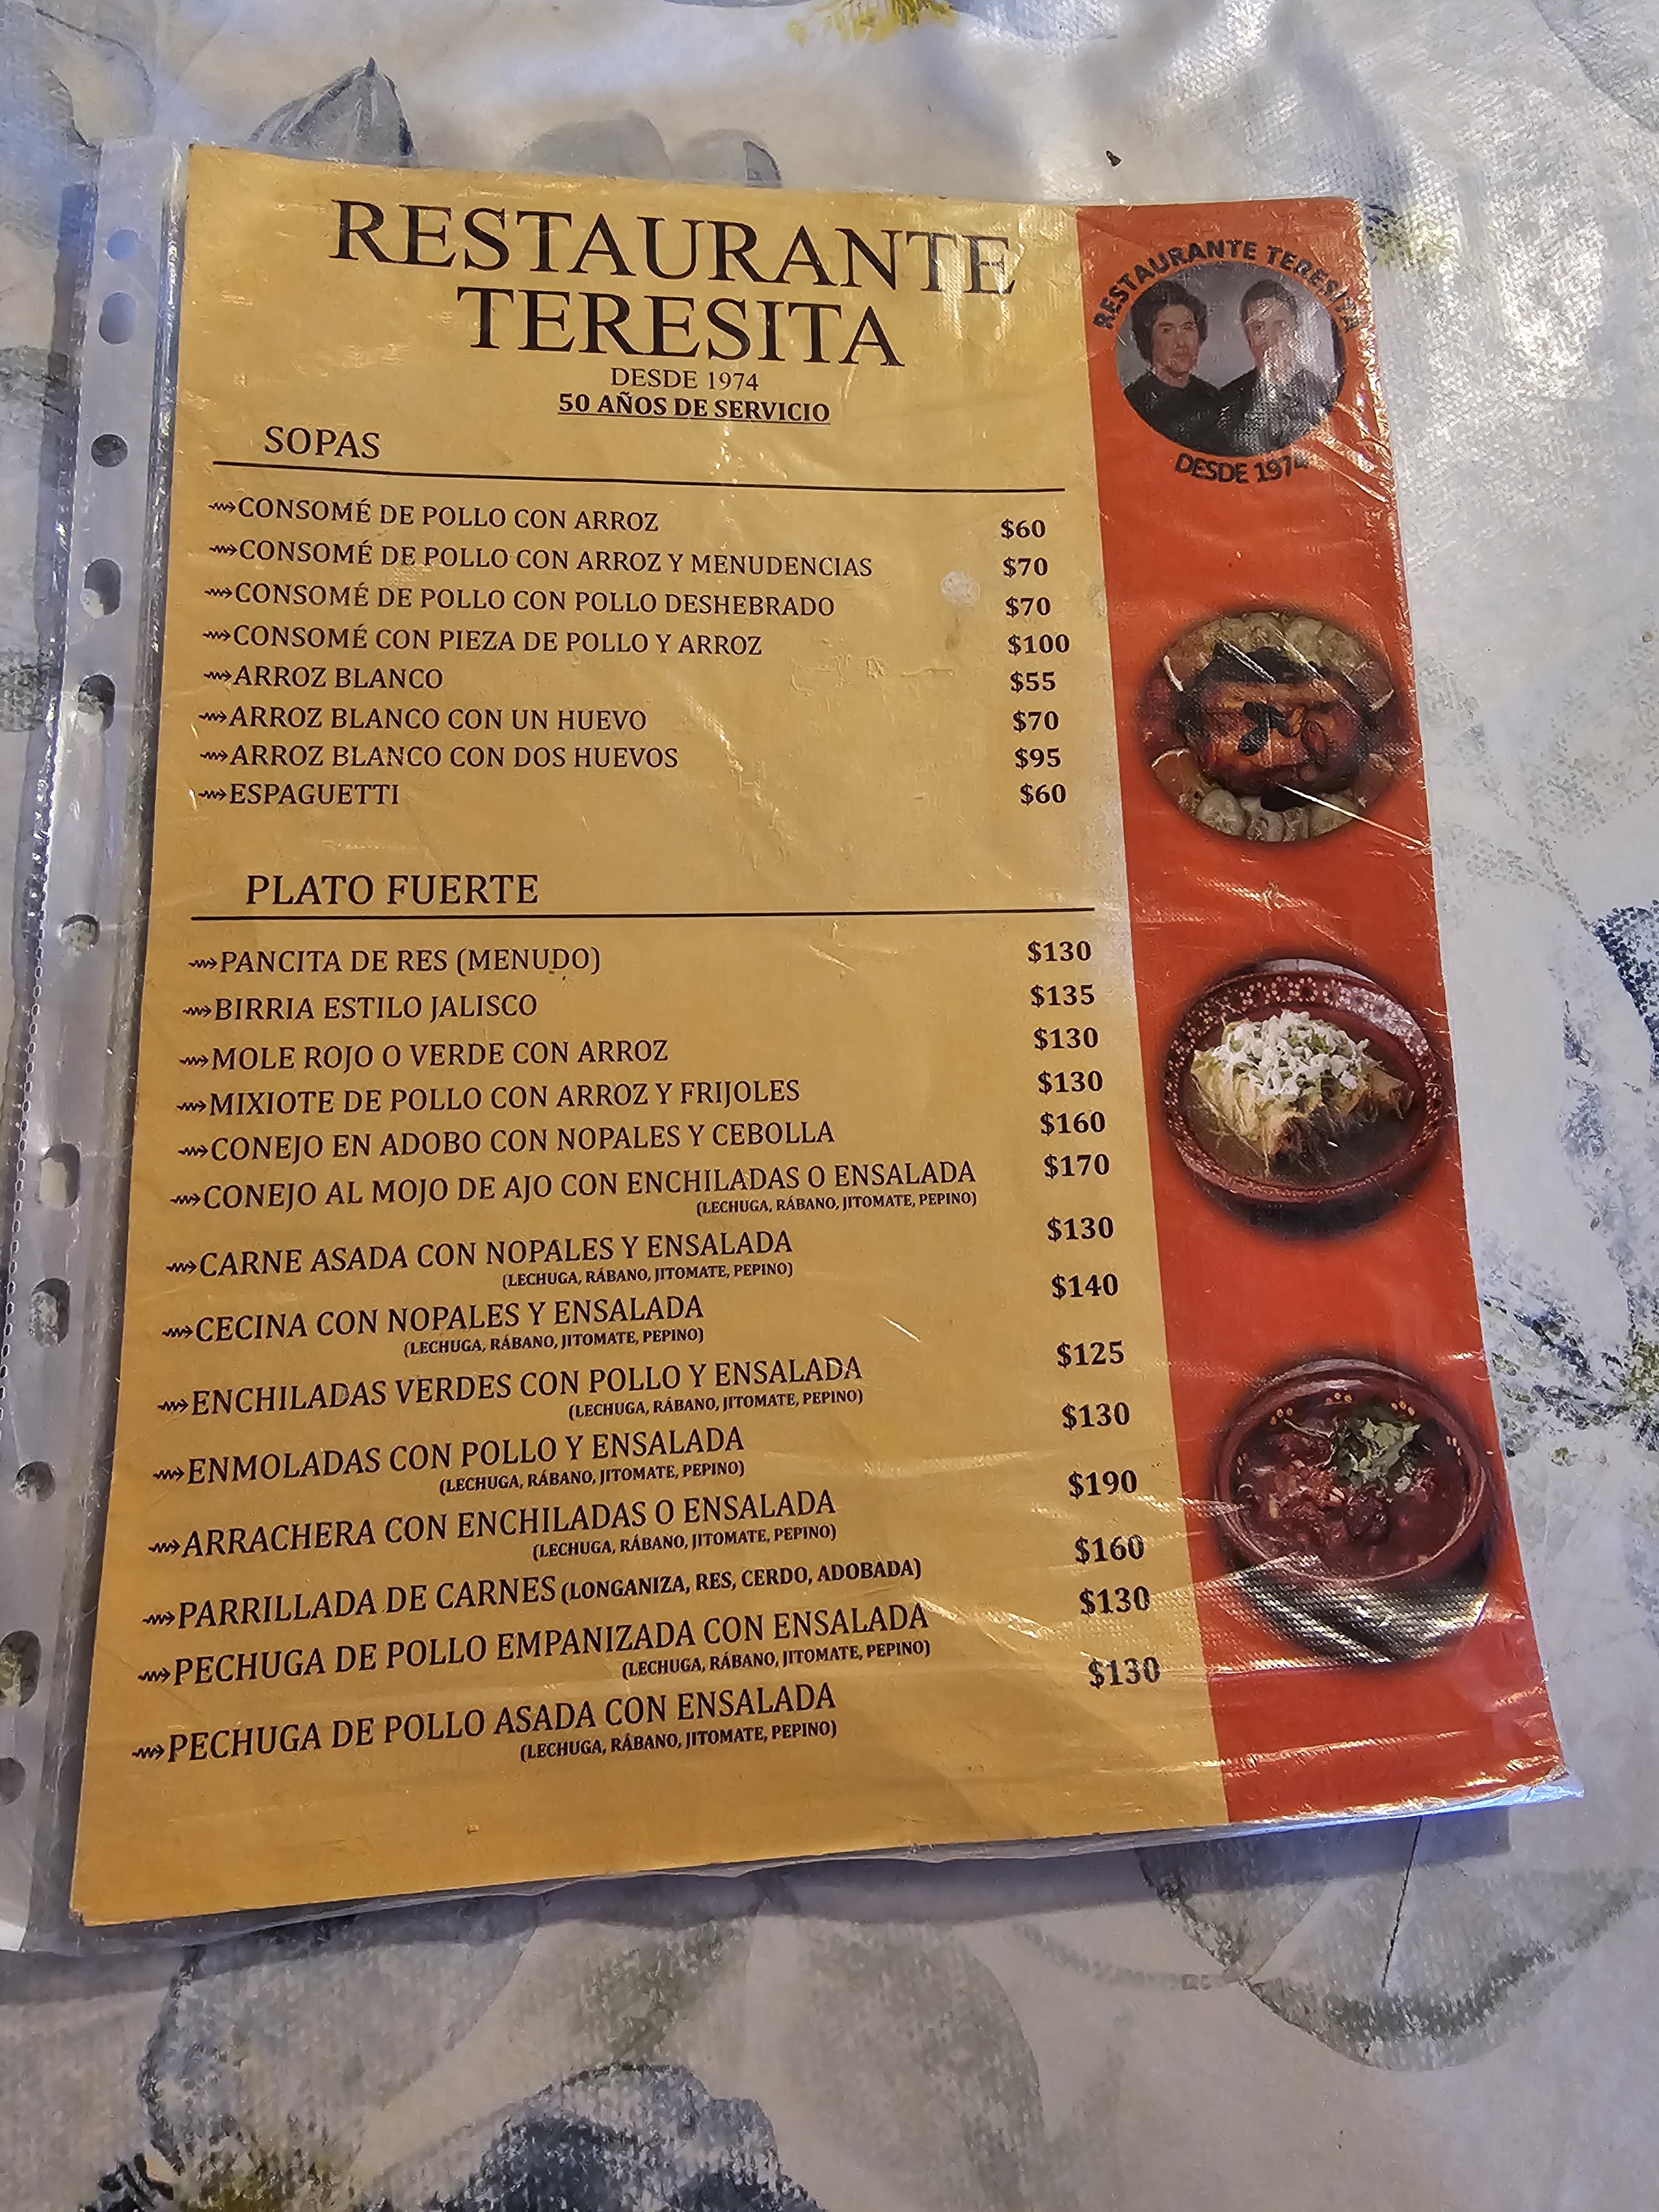 RESTAURANTE
TERESITA
DESDE 1974
50 AÑOS DE SERVICIO
RESTAURANTE TERESITA
DESDE 1974
SOPAS
CONSOMÉ DE POLLO CON ARROZ $60
CONSOMÉ DE POLLO CON ARROZ Y MENUDENCIAS $70
CONSOMÉ DE POLLO CON POLLO DESHEBRADO $70
CONSOMÉ CON PIEZA DE POLLO Y ARROZ $100
ARROZ BLANCO $55
ARROZ BLANCO CON UN HUEVO $70
ARROZ BLANCO CON DOS HUEVOS $95
ESPAGUETTI $60
PLATO FUERTE
PANCITA DE RES (MENUDO) $130
BIRRIA ESTILO JALISCO $135
MOLE ROJO O VERDE CON ARROZ $130
MIXIOTE DE POLLO CON ARROZ Y FRIJOLES $130
CONEJO EN ADOBO CON NOPALES Y CEBOLLA $160
CONEJO AL MOJO DE AJO CON ENCHILADAS O ENSALADA $170
(LECHUGA, RÁBANO, JITOMATE, PEPINO)
CARNE ASADA CON NOPALES Y ENSALADA $130
(LECHUGA, RÁBANO, JITOMATE, PEPINO)
CECINA CON NOPALES Y ENSALADA $140
(LECHUGA, RÁBANO, JITOMATE, PEPINO)
ENCHILADAS VERDES CON POLLO Y ENSALADA $125
(LECHUGA, RÁBANO, JITOMATE, PEPINO)
ENMOLADAS CON POLLO Y ENSALADA $130
(LECHUGA, RÁBANO, JITOMATE, PEPINO)
ARRACHERA CON ENCHILADAS O ENSALADA $190
(LECHUGA, RÁBANO, JITOMATE, PEPINO)
PARRILLADA DE CARNES (LONGANIZA, RES, CERDO, ADOBADA) $160
PECHUGA DE POLLO EMPANIZADA CON ENSALADA $130
(LECHUGA, RÁBANO, JITOMATE, PEPINO)
PECHUGA DE POLLO ASADA CON ENSALADA $130
(LECHUGA, RÁBANO, JITOMATE, PEPINO)